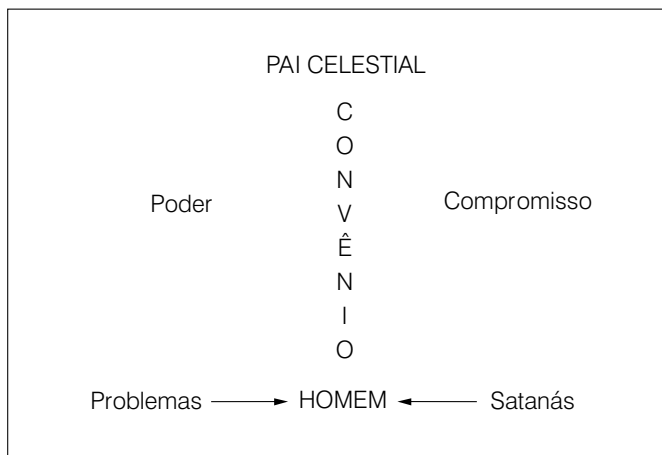 PAI CELESTIAL
C
O
N
V
Ê
N
I
O
Poder
Compromisso
Problemas HOMEM Satanás